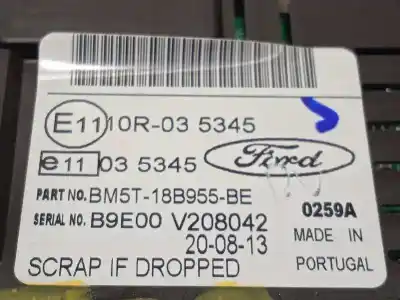 E11 10R-03 5345
e11 03 5345
Ford
PART NO. BM5T-18B955-BE
SERIAL NO. B9E00 V208042
0259A
20-08-13
MADE IN
PORTUGAL
SCRAP IF DROPPED